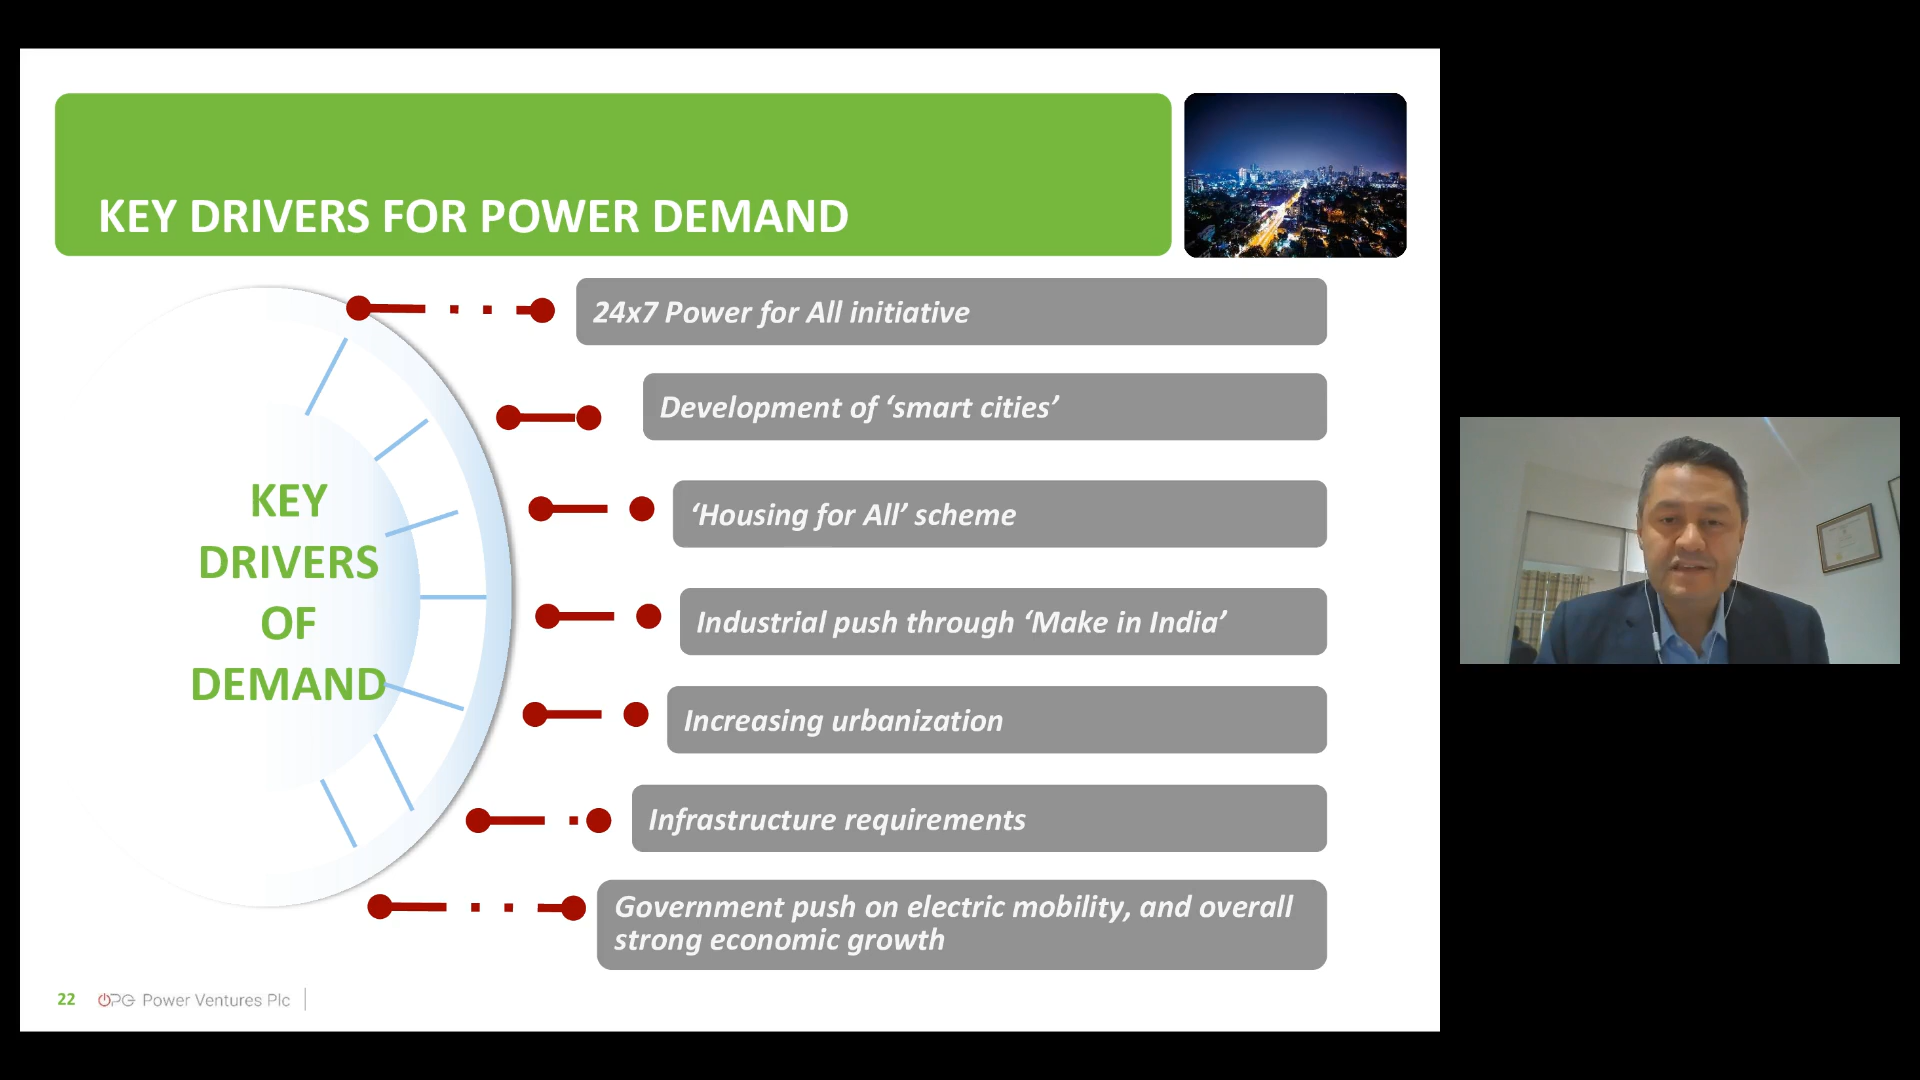 KEY DRIVERS FOR POWER DEMAND
24x7 Power for All initiative
Development of ‘smart cities’
‘Housing for All’ scheme
Industrial push through ‘Make in India’
Increasing urbanization
Infrastructure requirements
Government push on electric mobility, and overall
strong economic growth
KEY
DRIVERS
OF
DEMAND
22
OPG Power Ventures Plc